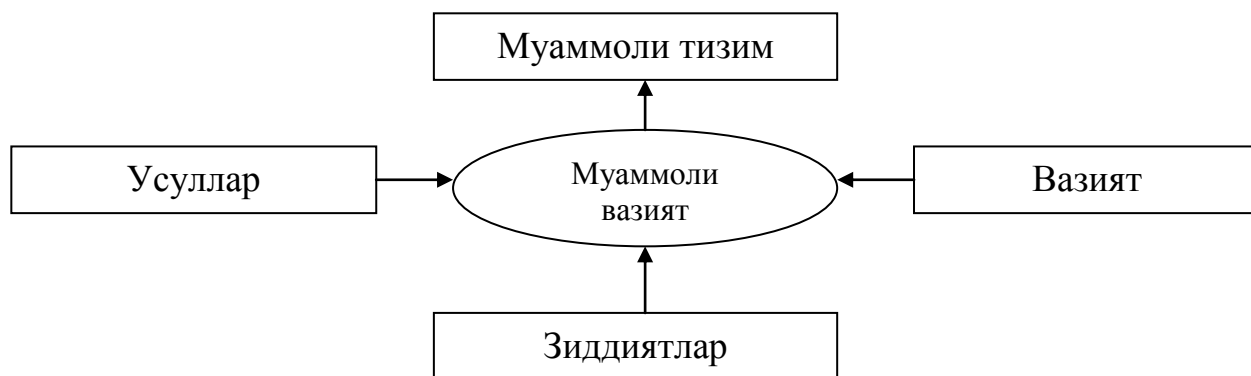 Муаммоли тизим
Усуллар
Муаммоли
вазият
Вазият
Зиддиятлар